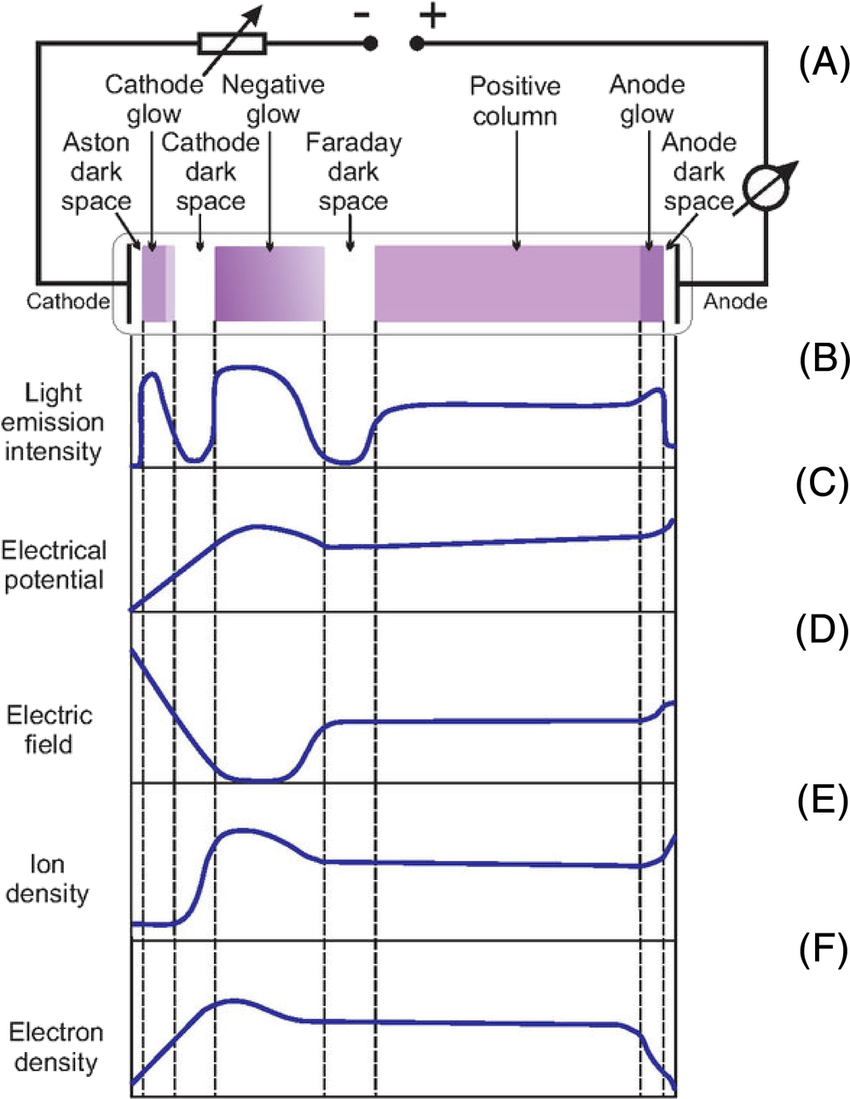 - +
(A)
Cathode
glow
Negative
glow
Positive
column
Anode
glow
Aston
dark
space
Cathode
dark
space
Faraday
dark
space
Anode
dark
space
Cathode
Anode
(B)
Light
emission
intensity
(C)
Electrical
potential
(D)
Electric
field
(E)
Ion
density
(F)
Electron
density